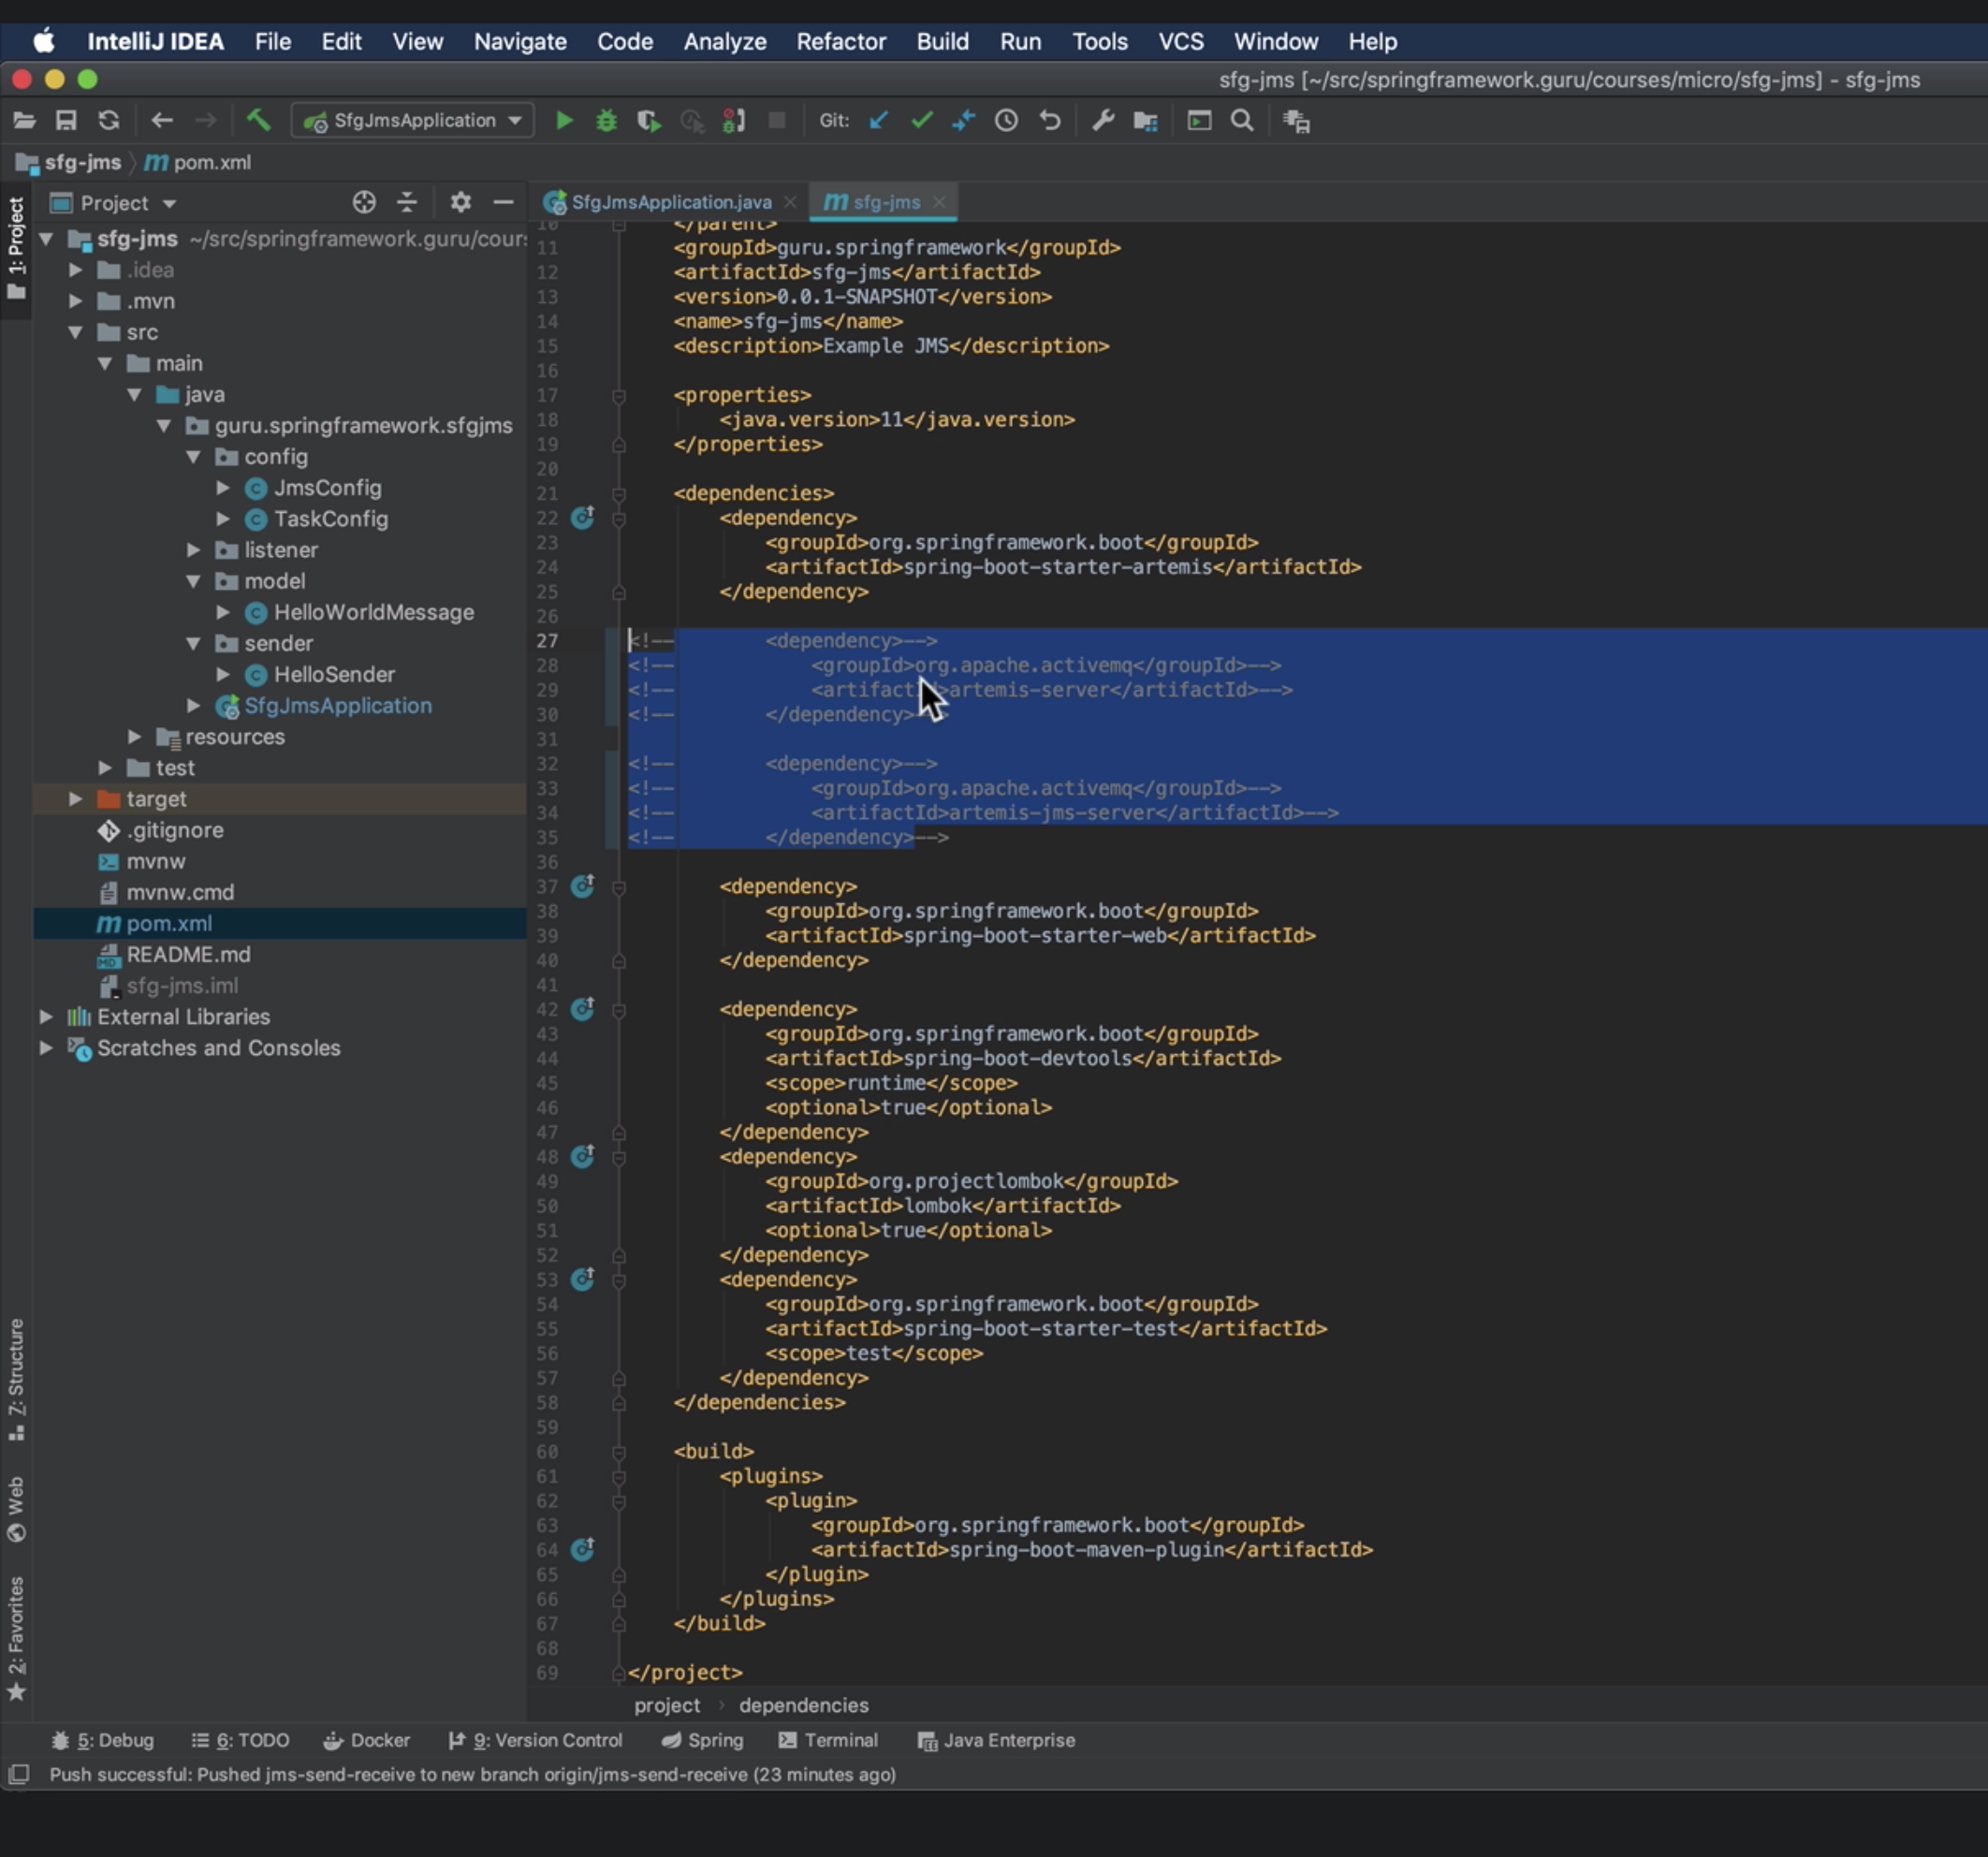 IntelliJ IDEA File Edit View Navigate Code Analyze Refactor Build Run Tools VCS Window Help
sfg-jms [~/src/springframework.guru/courses/micro/sfg-jms] - sfg-jms
SfgJmsApplication Git:
sfg-jms pom.xml
1: Project
Project
sfg-jms ~/src/springframework.guru/cour
.idea
.mvn
src
main
java
guru.springframework.sfgjms
config
JmsConfig
TaskConfig
listener
model
HelloWorldMessage
sender
HelloSender
SfgJmsApplication
resources
test
target
.gitignore
mvnw
mvnw.cmd
pom.xml
README.md
sfg-jms.iml
External Libraries
Scratches and Consoles
7: Structure
Web
2: Favorites
SfgJmsApplication.java sfg-jms
10 </parent>
11 <groupId>guru.springframework</groupId>
12 <artifactId>sfg-jms</artifactId>
13 <version>0.0.1-SNAPSHOT</version>
14 <name>sfg-jms</name>
15 <description>Example JMS</description>
16
17 <properties>
18 <java.version>11</java.version>
19 </properties>
20
21 <dependencies>
22 <dependency>
23 <groupId>org.springframework.boot</groupId>
24 <artifactId>spring-boot-starter-artemis</artifactId>
25 </dependency>
26
27 <!-- <dependency>-->
28 <!-- <groupId>org.apache.activemq</groupId>-->
29 <!-- <artifactId>artemis-server</artifactId>-->
30 <!-- </dependency>-->
31
32 <!-- <dependency>-->
33 <!-- <groupId>org.apache.activemq</groupId>-->
34 <!-- <artifactId>artemis-jms-server</artifactId>-->
35 <!-- </dependency>-->
36
37 <dependency>
38 <groupId>org.springframework.boot</groupId>
39 <artifactId>spring-boot-starter-web</artifactId>
40 </dependency>
41
42 <dependency>
43 <groupId>org.springframework.boot</groupId>
44 <artifactId>spring-boot-devtools</artifactId>
45 <scope>runtime</scope>
46 <optional>true</optional>
47 </dependency>
48 <dependency>
49 <groupId>org.projectlombok</groupId>
50 <artifactId>lombok</artifactId>
51 <optional>true</optional>
52 </dependency>
53 <dependency>
54 <groupId>org.springframework.boot</groupId>
55 <artifactId>spring-boot-starter-test</artifactId>
56 <scope>test</scope>
57 </dependency>
58 </dependencies>
59
60 <build>
61 <plugins>
62 <plugin>
63 <groupId>org.springframework.boot</groupId>
64 <artifactId>spring-boot-maven-plugin</artifactId>
65 </plugin>
66 </plugins>
67 </build>
68
69 </project>
project › dependencies
5: Debug 6: TODO Docker 9: Version Control Spring Terminal Java Enterprise
Push successful: Pushed jms-send-receive to new branch origin/jms-send-receive (23 minutes ago)